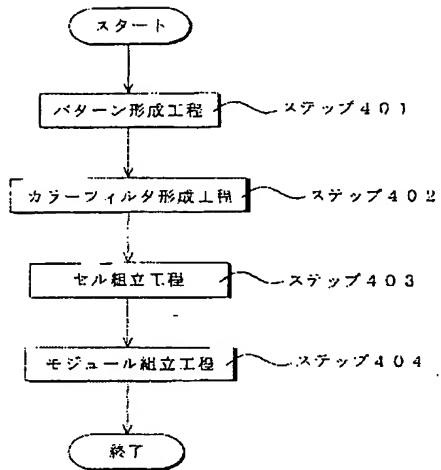 スタート
パターン形成工程
ステップ401
カラーフィルタ形成工程
ステップ402
セル組立工程
ステップ403
モジュール組立工程
ステップ404
終了